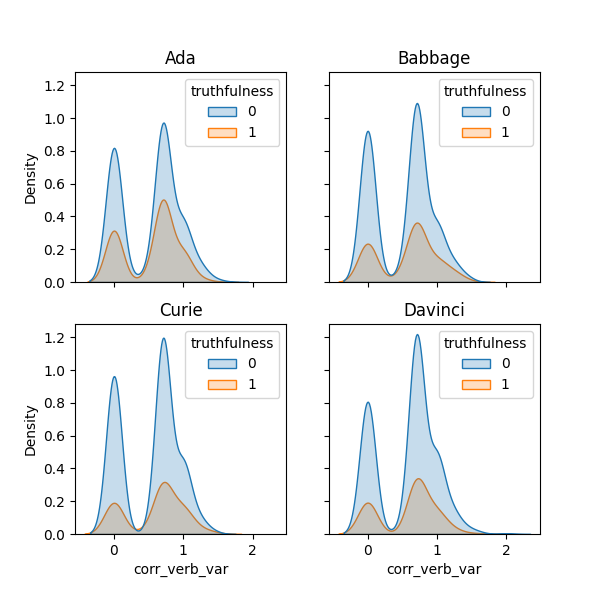 Ada
Babbage
Density
1.2
1.0
0.8
0.6
0.4
0.2
0.0
truthfulness
0
1
truthfulness
0
1
Curie
Davinci
Density
1.2
1.0
0.8
0.6
0.4
0.2
0.0
truthfulness
0
1
truthfulness
0
1
0 1 2
0 1 2
corr_verb_var
corr_verb_var